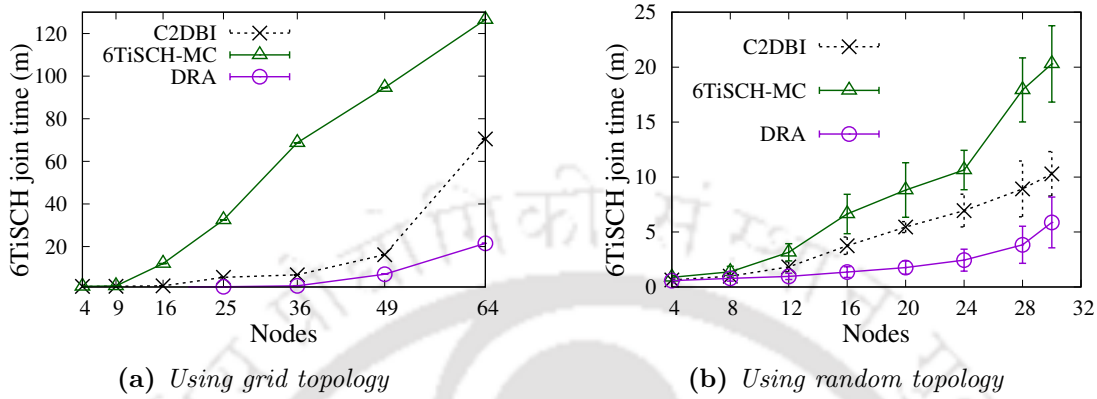 C2DBI
6TiSCH-MC
DRA
6TiSCH join time (m)
120
100
80
60
40
20
4 9 16 25 36 49 64
Nodes
(a) Using grid topology
C2DBI
6TiSCH-MC
DRA
6TiSCH join time (m)
25
20
15
10
5
0
4 8 12 16 20 24 28 32
Nodes
(b) Using random topology